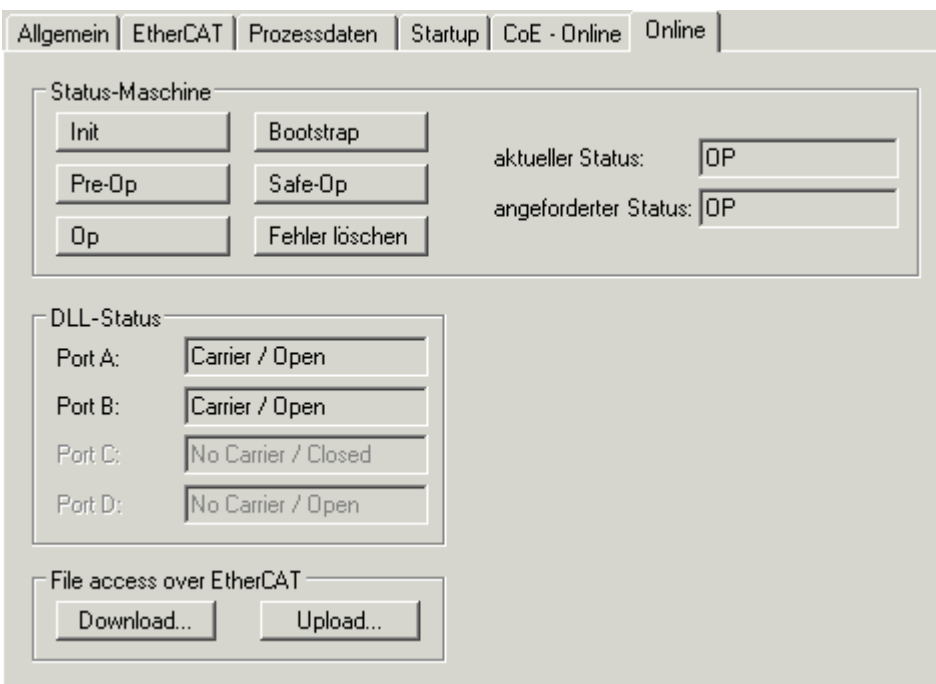 Allgemein EtherCAT Prozessdaten Startup CoE - Online Online
Status-Maschine
Init Bootstrap
aktueller Status: OP
Pre-Op Safe-Op
angeforderter Status: OP
Op Fehler löschen
DLL-Status
Port A: Carrier / Open
Port B: Carrier / Open
Port C: No Carrier / Closed
Port D: No Carrier / Open
File access over EtherCAT
Download... Upload...